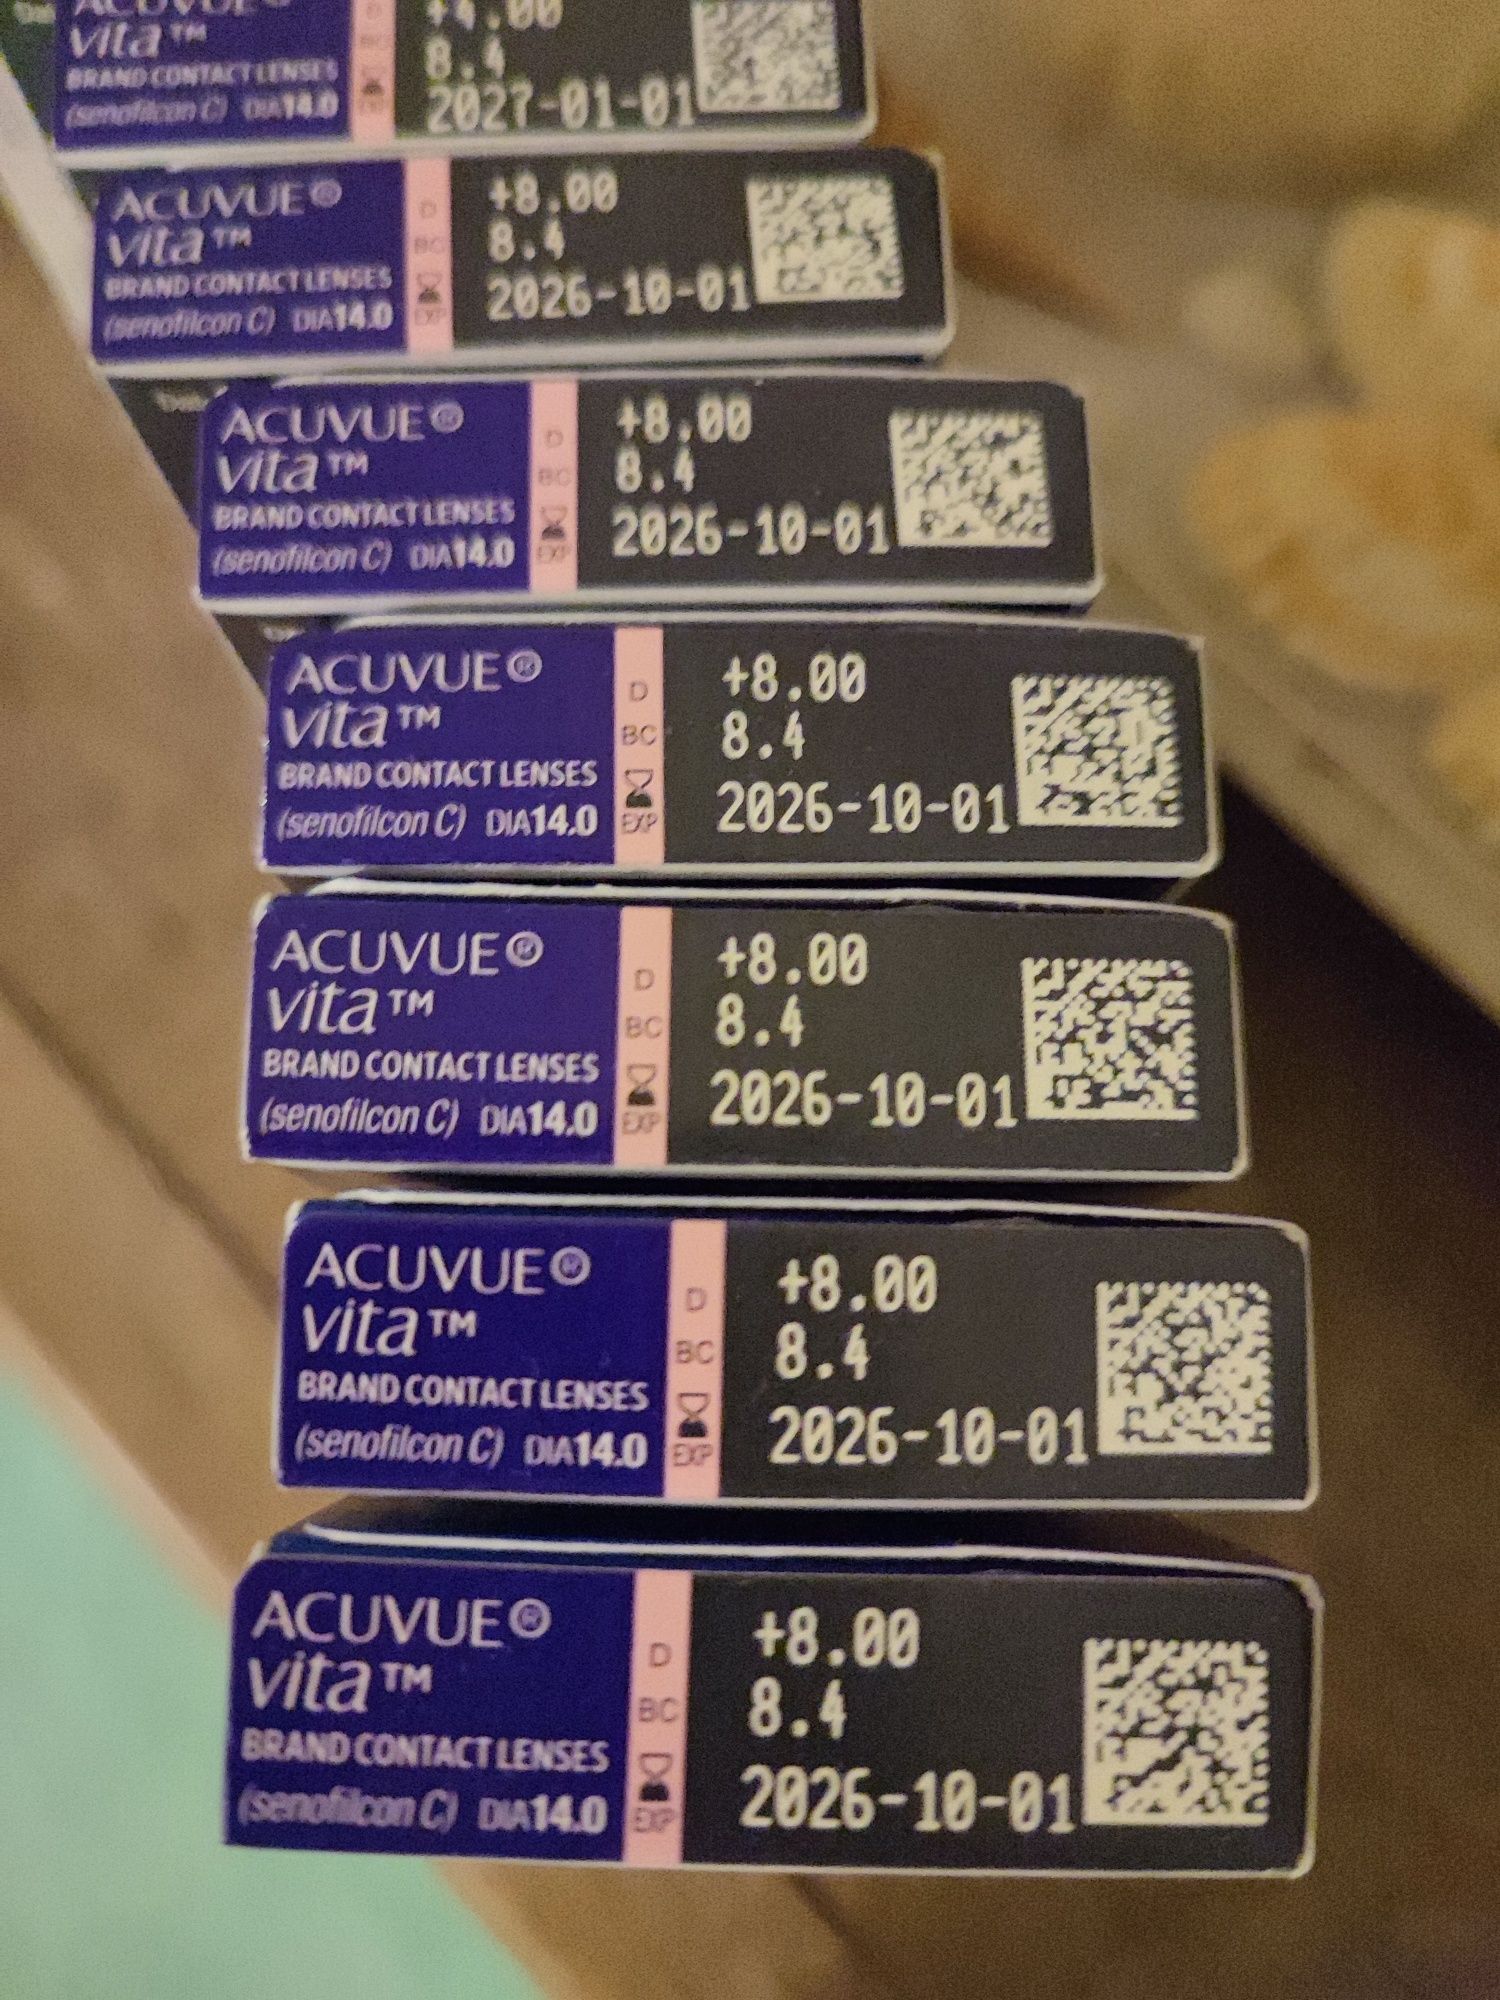 ACUVUE®
vita™
BRAND CONTACT LENSES
(senofilcon C) DIA14.0
+4.00
8.4
2027-01-01
ACUVUE®
vita™
BRAND CONTACT LENSES
(senofilcon C) DIA14.0
D
BC
EXP
+8.00
8.4
2026-10-01
ACUVUE®
vita™
BRAND CONTACT LENSES
(senofilcon C) DIA14.0
D
BC
EXP
+8.00
8.4
2026-10-01
ACUVUE®
vita™
BRAND CONTACT LENSES
(senofilcon C) DIA14.0
D
BC
EXP
+8.00
8.4
2026-10-01
ACUVUE®
vita™
BRAND CONTACT LENSES
(senofilcon C) DIA14.0
D
BC
EXP
+8.00
8.4
2026-10-01
ACUVUE®
vita™
BRAND CONTACT LENSES
(senofilcon C) DIA14.0
D
BC
EXP
+8.00
8.4
2026-10-01
ACUVUE®
vita™
BRAND CONTACT LENSES
(senofilcon C) DIA14.0
D
BC
EXP
+8.00
8.4
2026-10-01